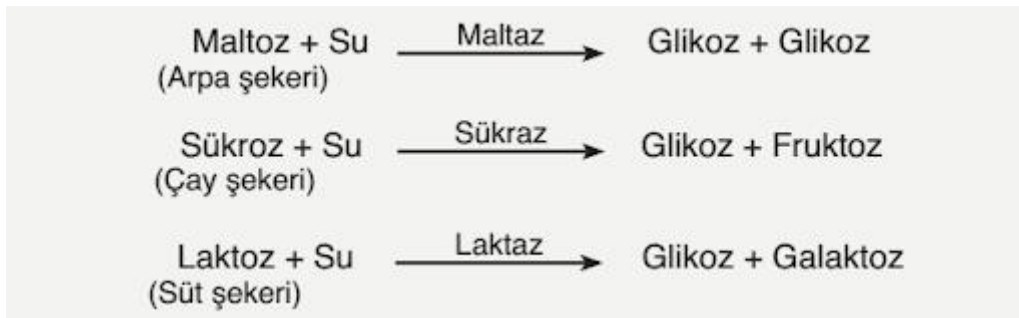 Maltoz + Su Maltaz Glikoz + Glikoz
(Arpa şekeri)
Sükroz + Su Sükraz Glikoz + Fruktoz
(Çay şekeri)
Laktoz + Su Laktaz Glikoz + Galaktoz
(Süt şekeri)